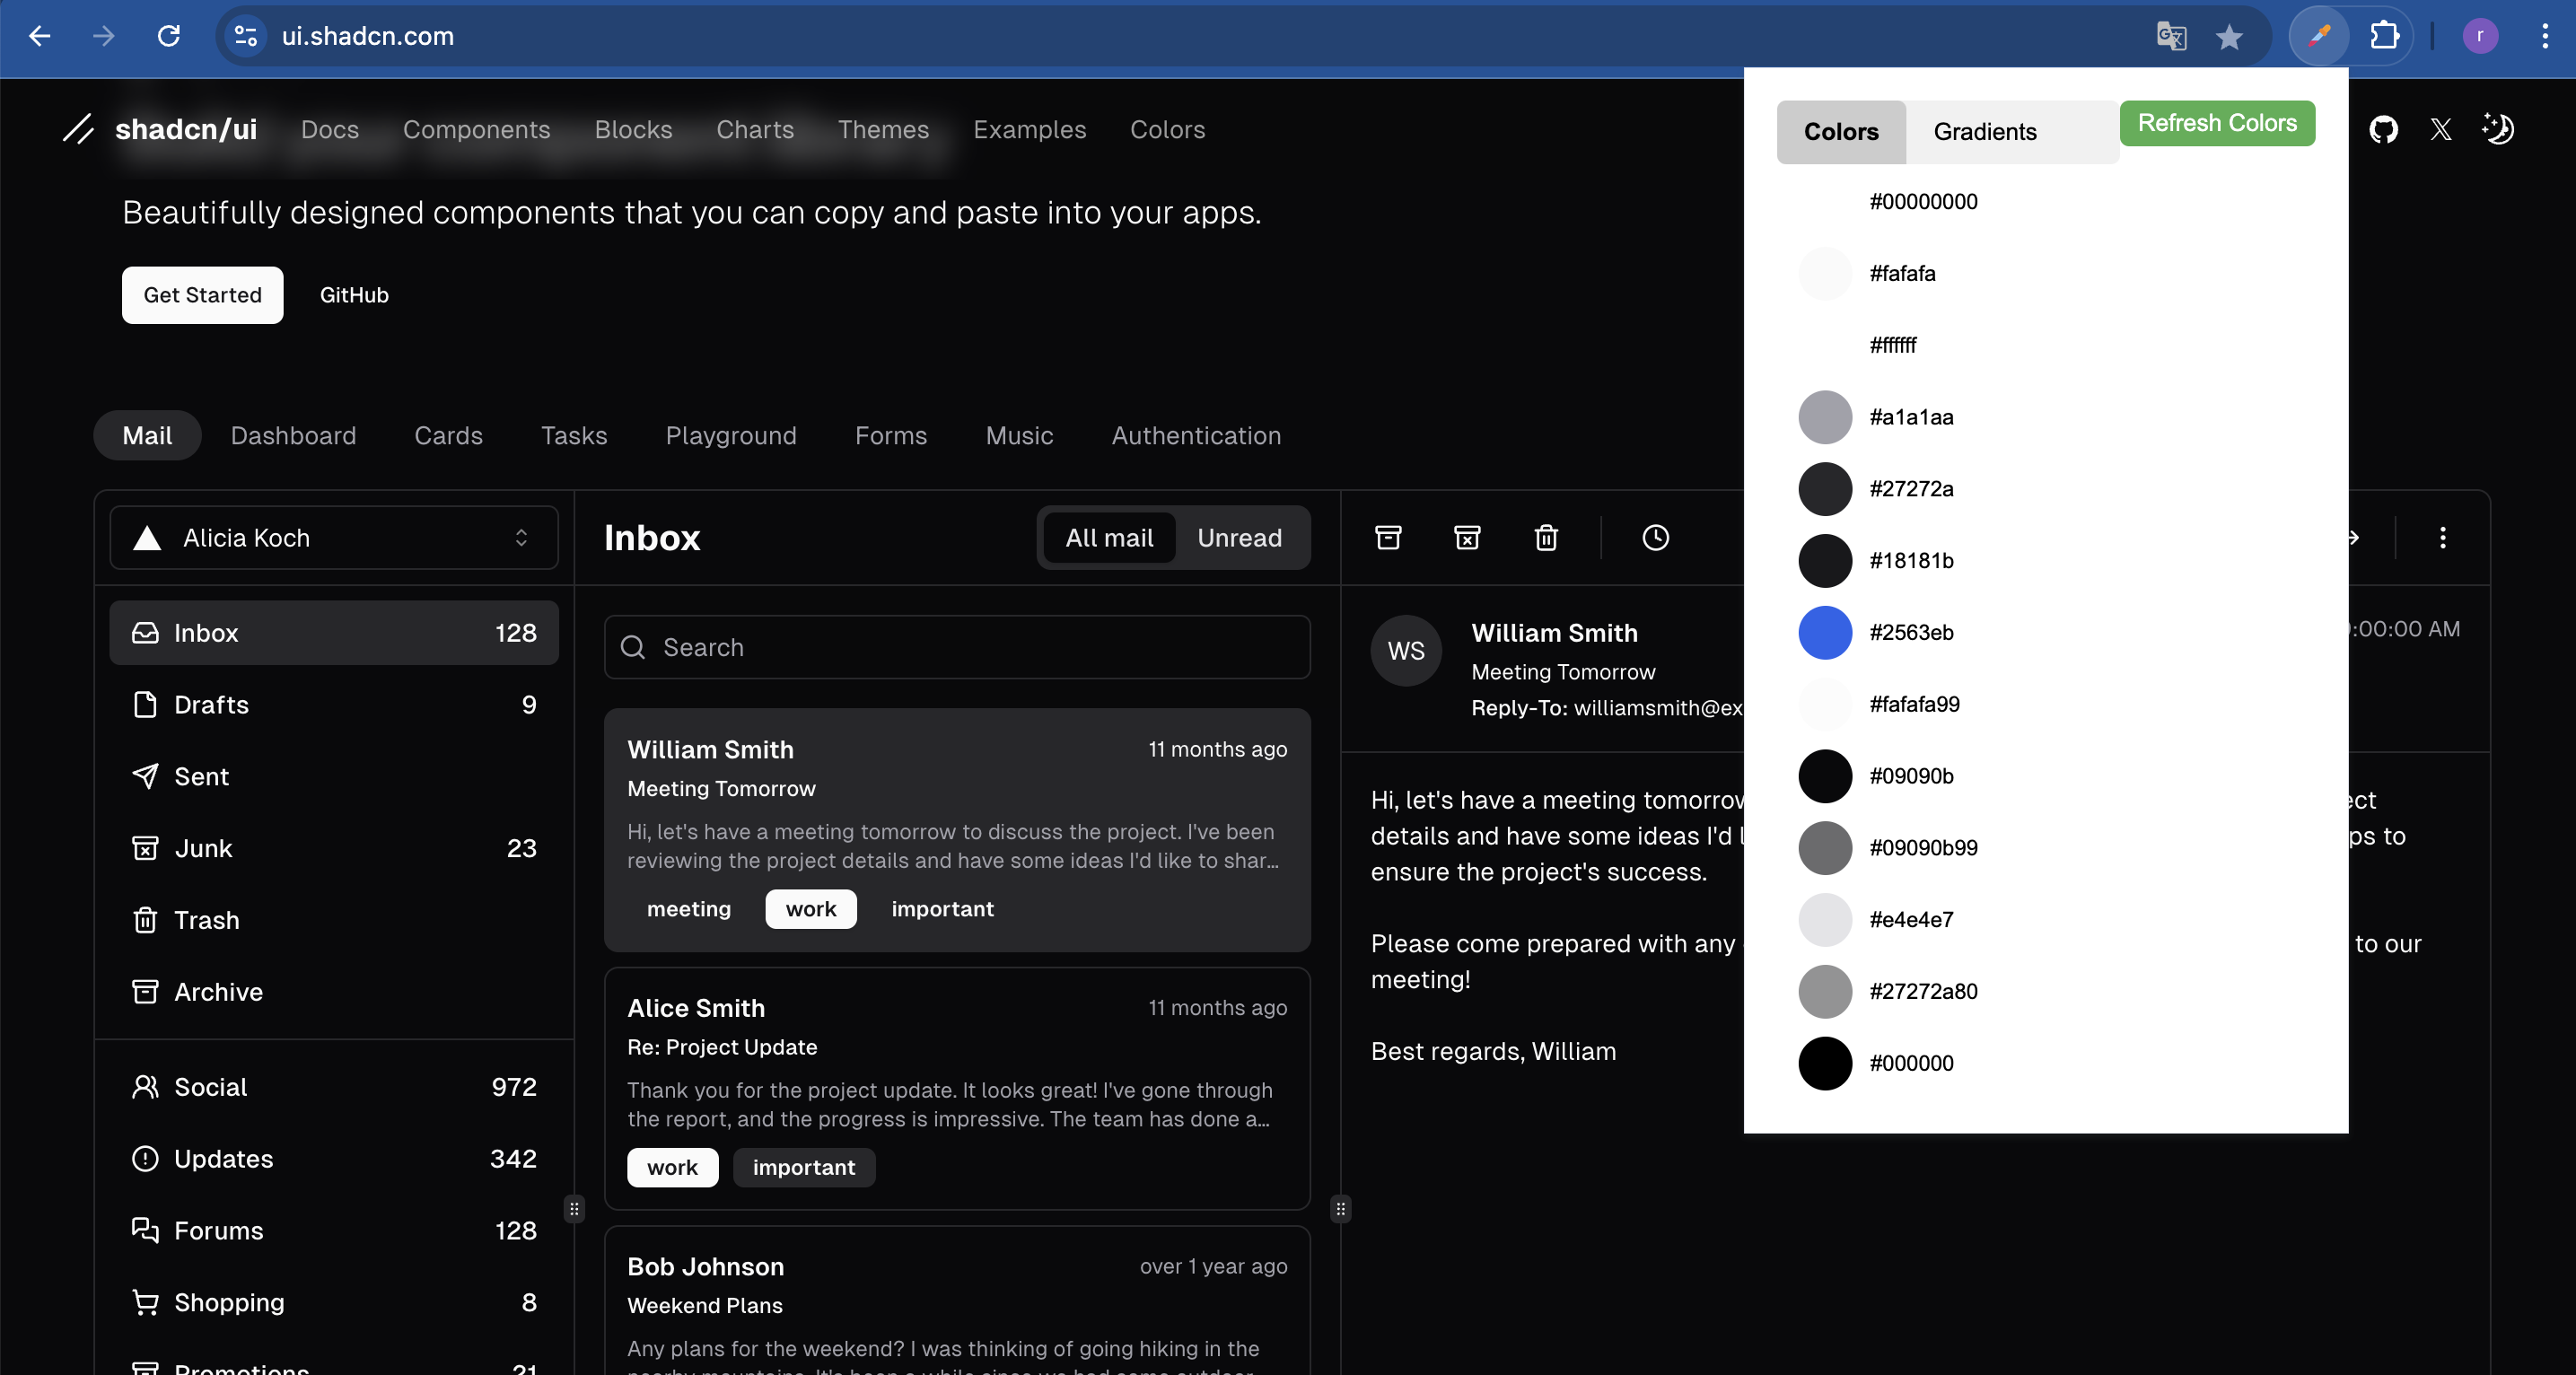 ui.shadcn.com
r
shadcn/ui
Docs
Components
Blocks
Charts
Themes
Examples
Colors
Beautifully designed components that you can copy and paste into your apps.
Get Started
GitHub
Mail
Dashboard
Cards
Tasks
Playground
Forms
Music
Authentication
Alicia Koch
Inbox 128
Drafts 9
Sent
Junk 23
Trash
Archive
Social 972
Updates 342
Forums 128
Shopping 8
Promotions 21
Inbox
All mail
Unread
Search
William Smith 11 months ago
Meeting Tomorrow
Hi, let's have a meeting tomorrow to discuss the project. I've been
reviewing the project details and have some ideas I'd like to shar...
meeting work important
Alice Smith 11 months ago
Re: Project Update
Thank you for the project update. It looks great! I've gone through
the report, and the progress is impressive. The team has done a...
work important
Bob Johnson over 1 year ago
Weekend Plans
Any plans for the weekend? I was thinking of going hiking in the
WS
William Smith :00:00 AM
Meeting Tomorrow
Reply-To: williamsmith@ex
Hi, let's have a meeting tomorrow
details and have some ideas I'd ps to
ensure the project's success.
Please come prepared with any to our
meeting!
Best regards, William
Colors
Gradients
Refresh Colors
#00000000
#fafafa
#ffffff
#a1a1aa
#27272a
#18181b
#2563eb
#fafafa99
#09090b
#09090b99
#e4e4e7
#27272a80
#000000